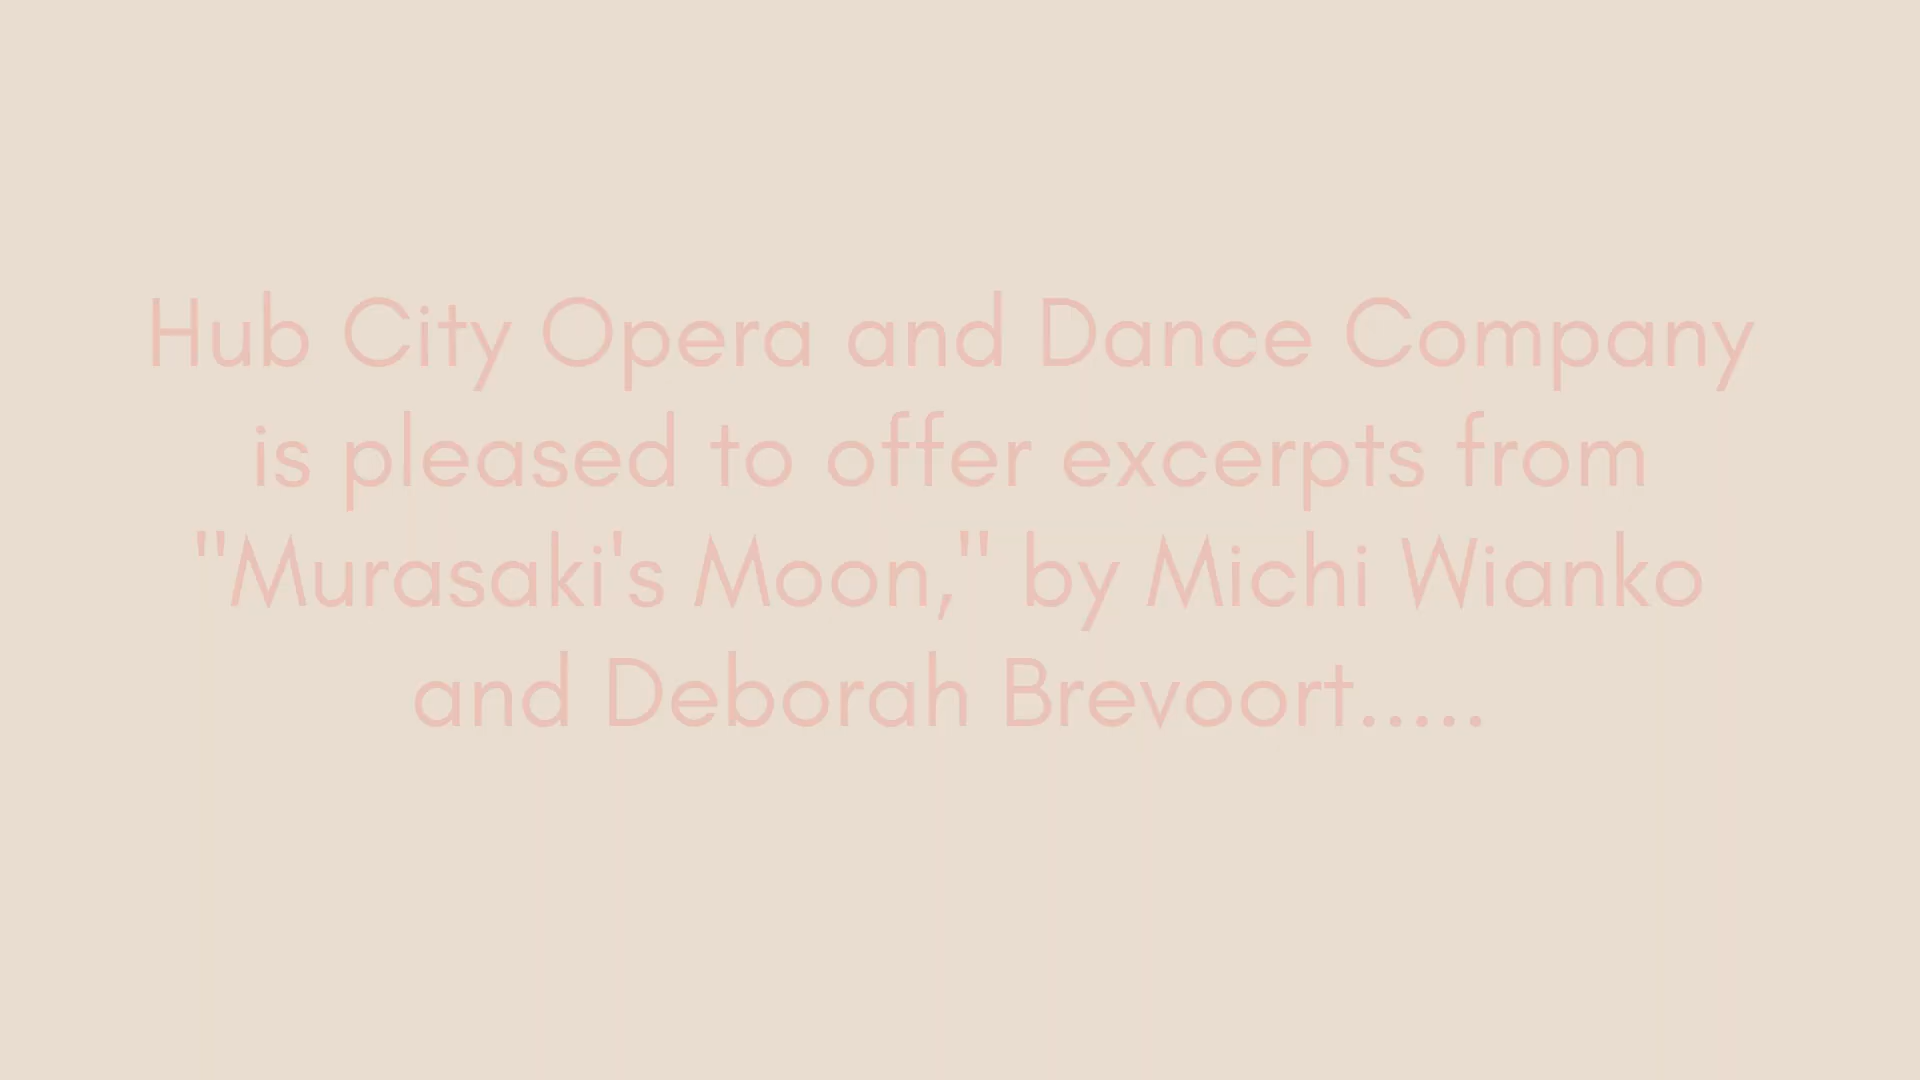 Hub City Opera and Dance Company
is pleased to offer excerpts from
"Murasaki's Moon," by Michi Wianko
and Deborah Brevoort.....